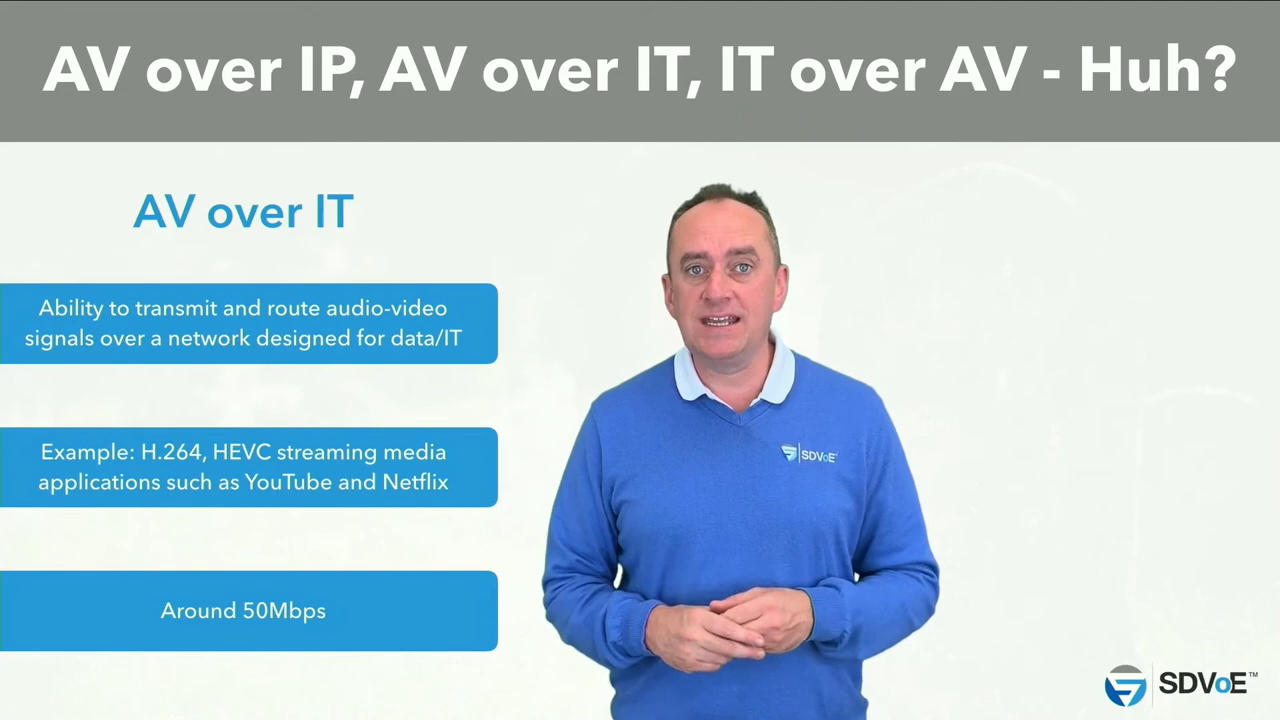 AV over IP, AV over IT, IT over AV - Huh?
AV over IT
Ability to transmit and route audio-video
signals over a network designed for data/IT
Example: H.264, HEVC streaming media
applications such as YouTube and Netflix
Around 50Mbps
SDVoE
SDVoE™